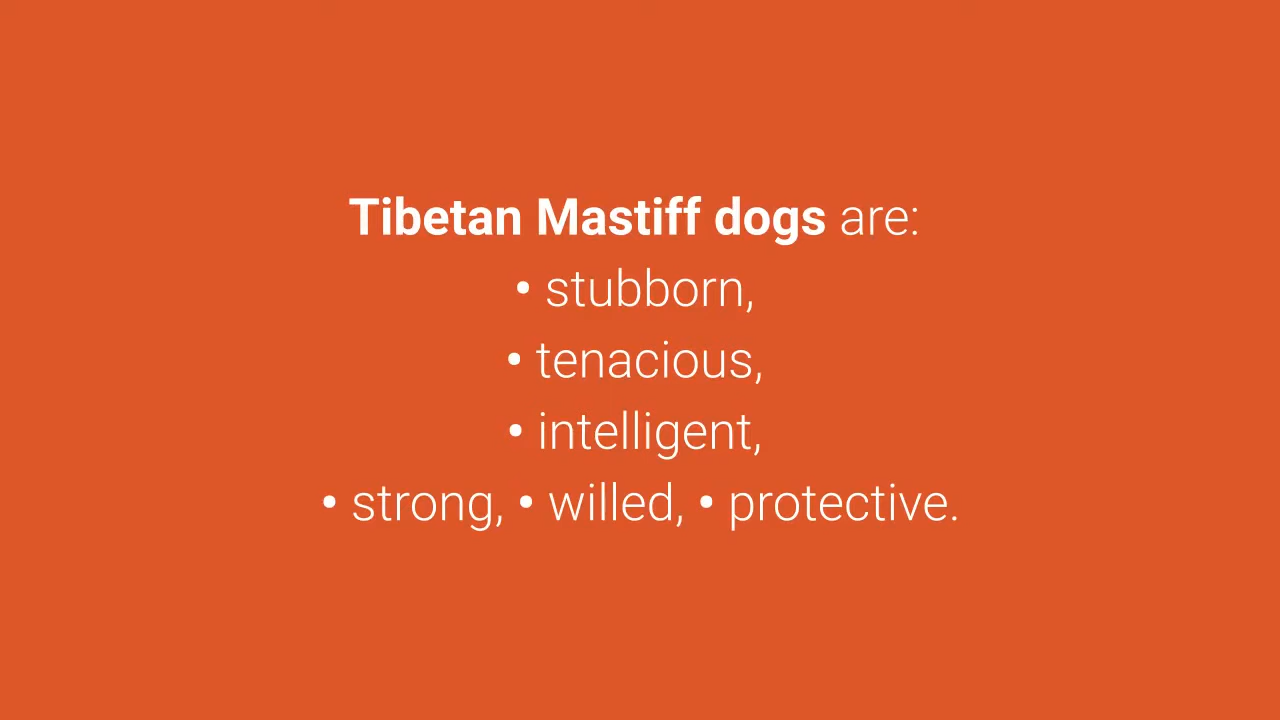 Tibetan Mastiff dogs are:
• stubborn,
• tenacious,
• intelligent,
• strong, • willed, • protective.